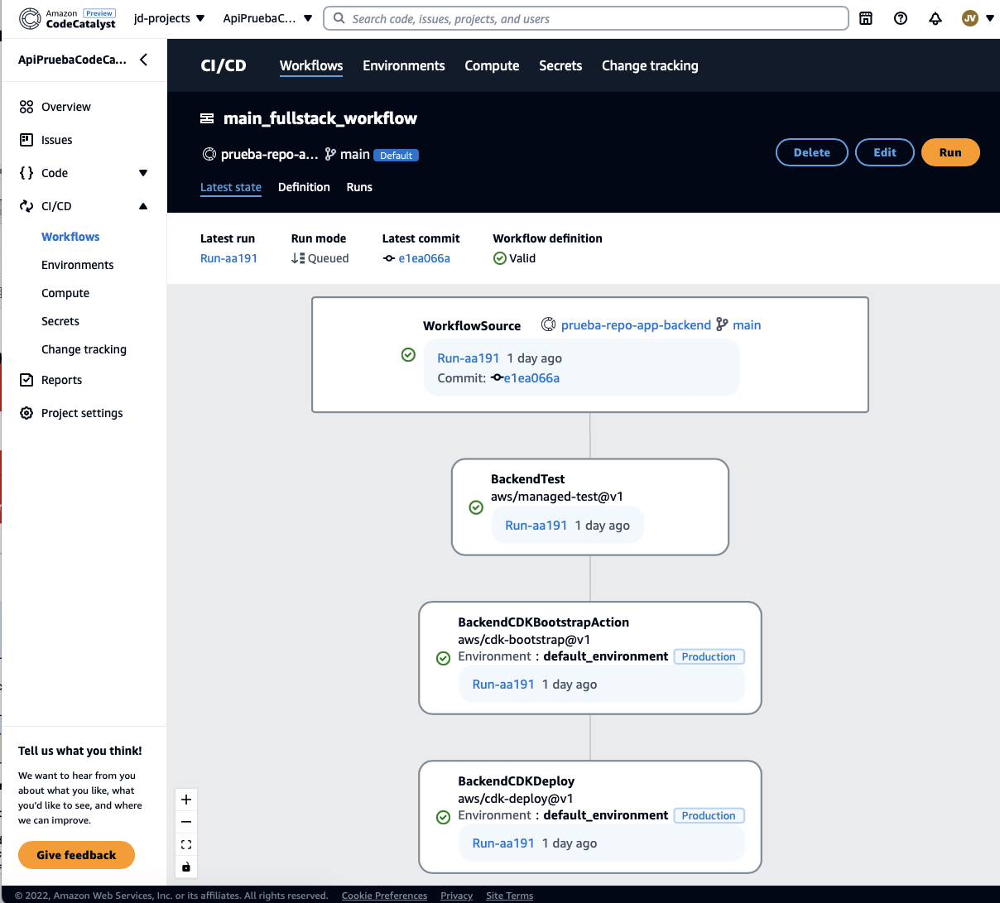 Amazon Preview
CodeCatalyst
jd-projects
ApiPruebaC...
Search code, issues, projects, and users
JV
ApiPruebaCodeCa...
Overview
Issues
Code
CI/CD
Workflows
Environments
Compute
Secrets
Change tracking
Reports
Project settings
Tell us what you think!
We want to hear from you
about what you like, what
you'd like to see, and where
we can improve.
Give feedback
CI/CD Workflows Environments Compute Secrets Change tracking
main_fullstack_workflow
prueba-repo-a... main Default
Delete Edit Run
Latest state Definition Runs
Latest run Run mode Latest commit Workflow definition
Run-aa191 Queued e1ea066a Valid
WorkflowSource prueba-repo-app-backend main
Run-aa191 1 day ago
Commit: e1ea066a
BackendTest
aws/managed-test@v1
Run-aa191 1 day ago
BackendCDKBootstrapAction
aws/cdk-bootstrap@v1
Environment : default_environment Production
Run-aa191 1 day ago
BackendCDKDeploy
aws/cdk-deploy@v1
Environment : default_environment Production
Run-aa191 1 day ago
© 2022, Amazon Web Services, Inc. or its affiliates. All rights reserved. Cookie Preferences Privacy Site Terms